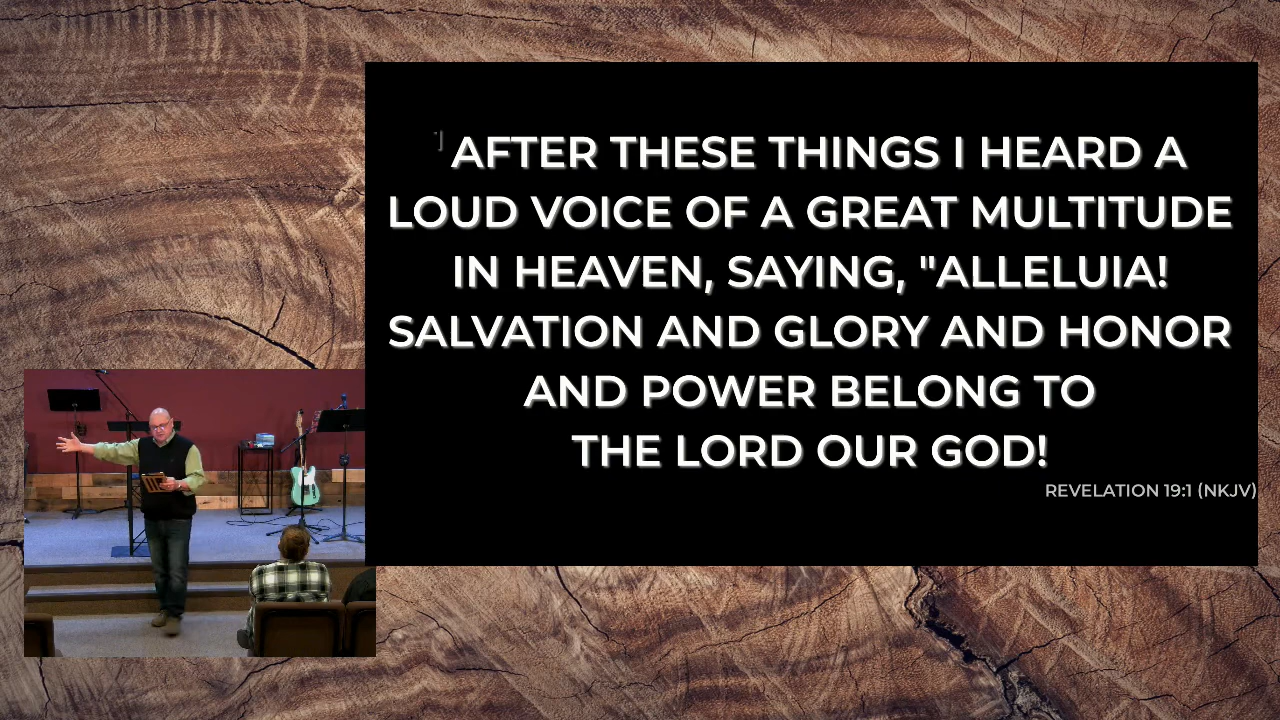 1 AFTER THESE THINGS I HEARD A
LOUD VOICE OF A GREAT MULTITUDE
IN HEAVEN, SAYING, "ALLELUIA!
SALVATION AND GLORY AND HONOR
AND POWER BELONG TO
THE LORD OUR GOD!
REVELATION 19:1 (NKJV)